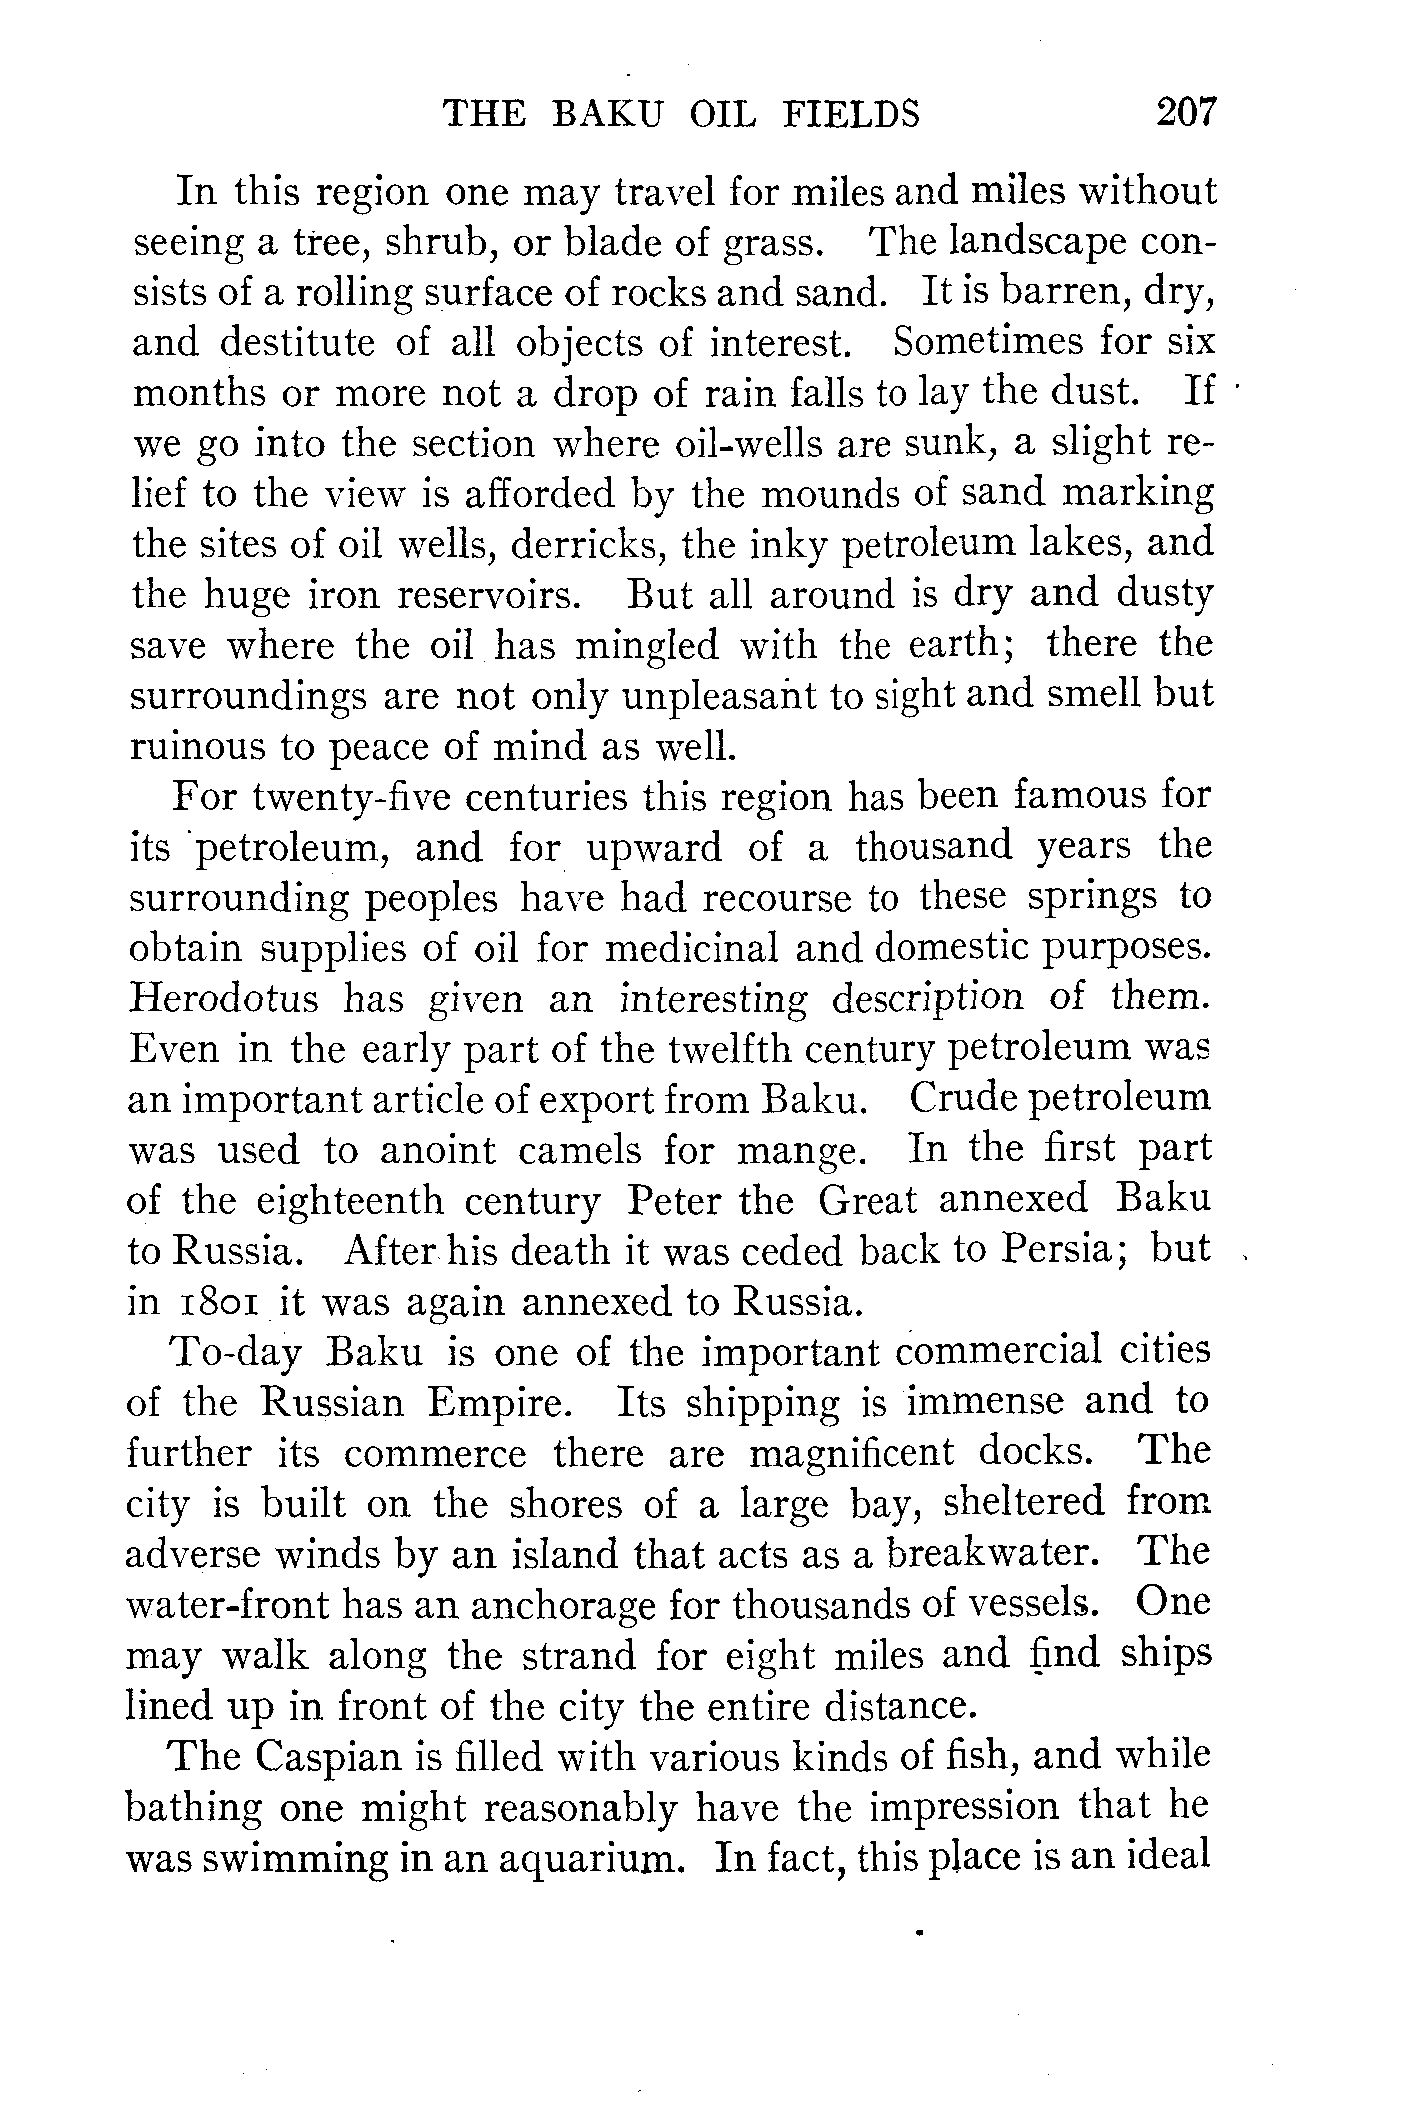 THE BAKU OIL FIELDS 207
In this region one may travel for miles and miles without
seeing a tree, shrub, or blade of grass. The landscape con-
sists of a rolling surface of rocks and sand. It is barren, dry,
and destitute of all objects of interest. Sometimes for six
months or more not a drop of rain falls to lay the dust. If
we go into the section where oil-wells are sunk, a slight re-
lief to the view is afforded by the mounds of sand marking
the sites of oil wells, derricks, the inky petroleum lakes, and
the huge iron reservoirs. But all around is dry and dusty
save where the oil has mingled with the earth; there the
surroundings are not only unpleasant to sight and smell but
ruinous to peace of mind as well.
For twenty-five centuries this region has been famous for
its petroleum, and for upward of a thousand years the
surrounding peoples have had recourse to these springs to
obtain supplies of oil for medicinal and domestic purposes.
Herodotus has given an interesting description of them.
Even in the early part of the twelfth century petroleum was
an important article of export from Baku. Crude petroleum
was used to anoint camels for mange. In the first part
of the eighteenth century Peter the Great annexed Baku
to Russia. After his death it was ceded back to Persia; but
in 1801 it was again annexed to Russia.
To-day Baku is one of the important commercial cities
of the Russian Empire. Its shipping is immense and to
further its commerce there are magnificent docks. The
city is built on the shores of a large bay, sheltered from
adverse winds by an island that acts as a breakwater. The
water-front has an anchorage for thousands of vessels. One
may walk along the strand for eight miles and find ships
lined up in front of the city the entire distance.
The Caspian is filled with various kinds of fish, and while
bathing one might reasonably have the impression that he
was swimming in an aquarium. In fact, this place is an ideal